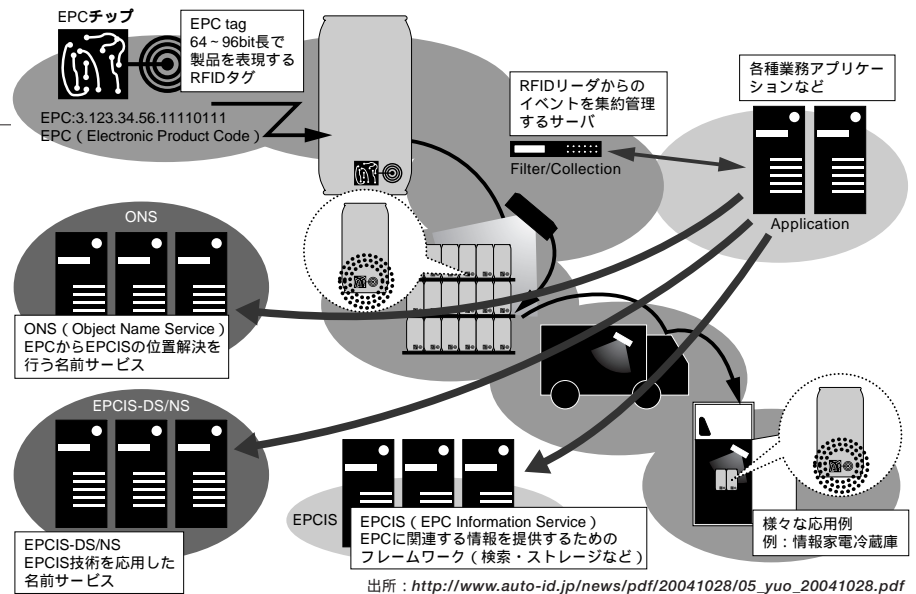 EPCチップ
EPC tag
64~96bit長で
製品を表現する
RFIDタグ
EPC:3.123.34.56.11110111
EPC(Electronic Product Code)
RFIDリーダからの
イベントを集約管理
するサーバ
Filter/Collection
各種業務アプリケー
ションなど
Application
ONS
ONS(Object Name Service)
EPCからEPCISの位置解決を
行う名前サービス
EPCIS-DS/NS
EPCIS-DS/NS
EPCIS技術を応用した
名前サービス
EPCIS
EPCIS(EPC Information Service)
EPCに関連する情報を提供するための
フレームワーク(検索・ストレージなど)
様々な応用例
例:情報家電冷蔵庫
出所:http://www.auto-id.jp/news/pdf/20041028/05_yuo_20041028.pdf